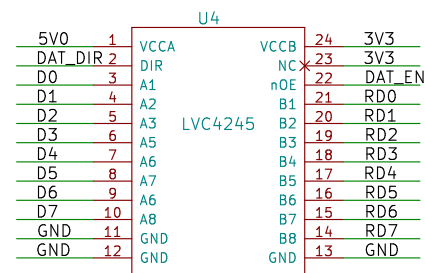 U4
5V0 1 VCCA VCCB 24 3V3
DAT_DIR 2 DIR NC 23 3V3
D0 3 A1 nOE 22 DAT_EN
D1 4 A2 B1 21 RD0
D2 5 A5 LVC4245 B2 20 RD1
D3 6 A3 B3 19 RD2
D4 7 A6 B4 18 RD3
D5 8 A7 B5 17 RD4
D6 9 A6 B6 16 RD5
D7 10 A8 B7 15 RD6
GND 11 GND B8 14 RD7
GND 12 GND GND 13 GND